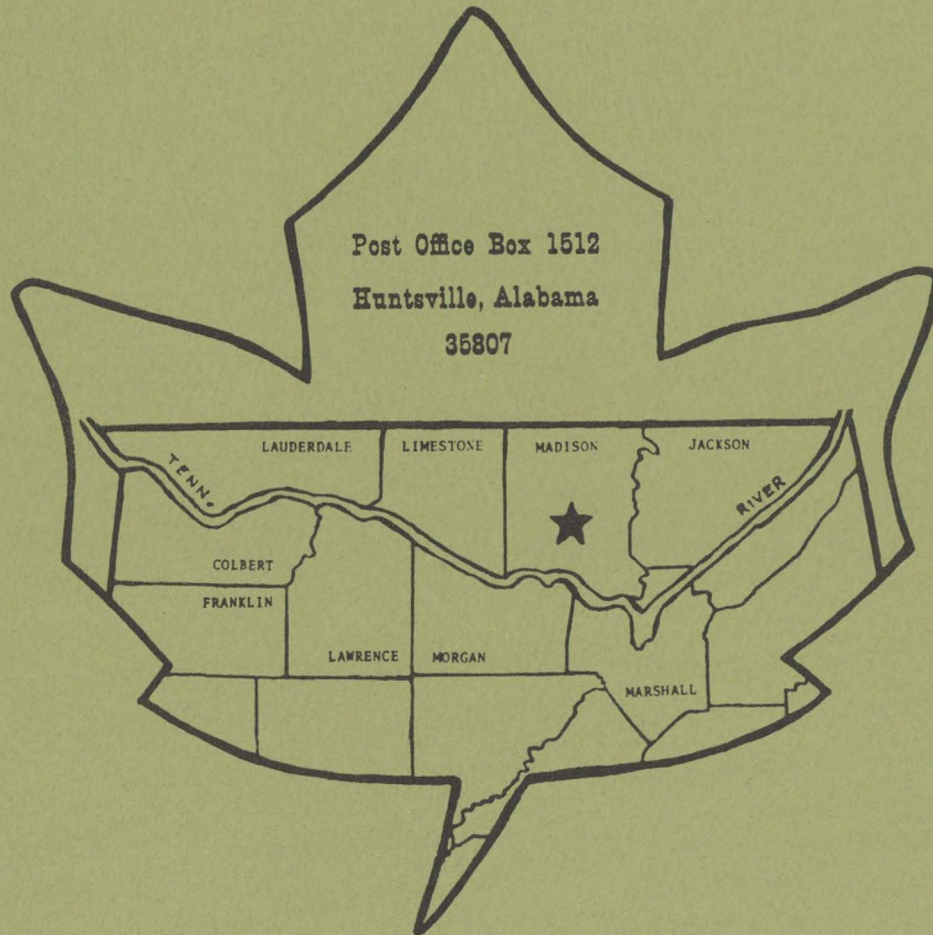 Post Office Box 1512
Huntsville, Alabama
35807
LAUDERDALE
LIMESTONE
MADISON
JACKSON
TENN.
RIVER
COLBERT
FRANKLIN
LAWRENCE
MORGAN
MARSHALL